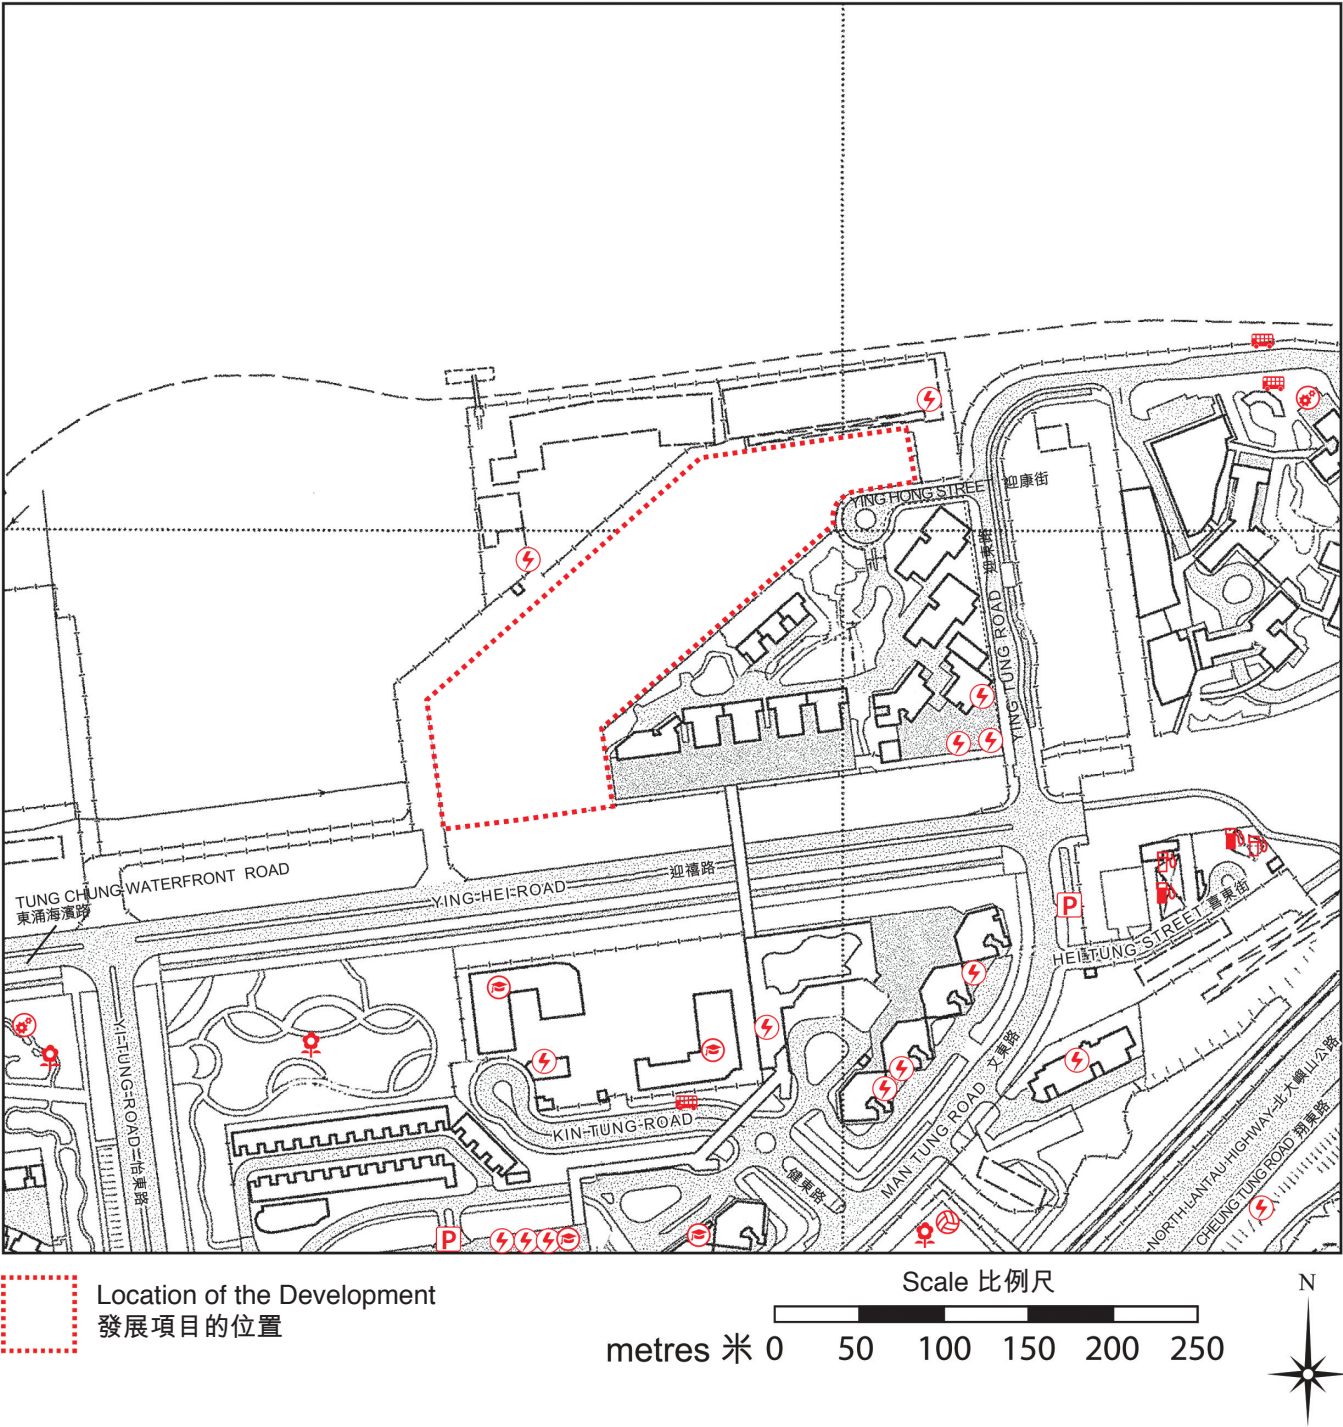 YING HONG STREET 迎康街
YING TUNG ROAD 迎東路
TUNG CHUNG WATERFRONT ROAD
東涌海濱路
YING HEI ROAD 迎禧路
HEI TUNG STREET 喜東街
P
YI TUNG ROAD 怡東路
KIN TUNG ROAD
健東路
MAN TUNG ROAD 文東路
NORTH LANTAU HIGHWAY 北大嶼山公路
CHEUNG TUNG ROAD 翔東路
P
Location of the Development
發展項目的位置
Scale 比例尺
metres 米 0 50 100 150 200 250
N